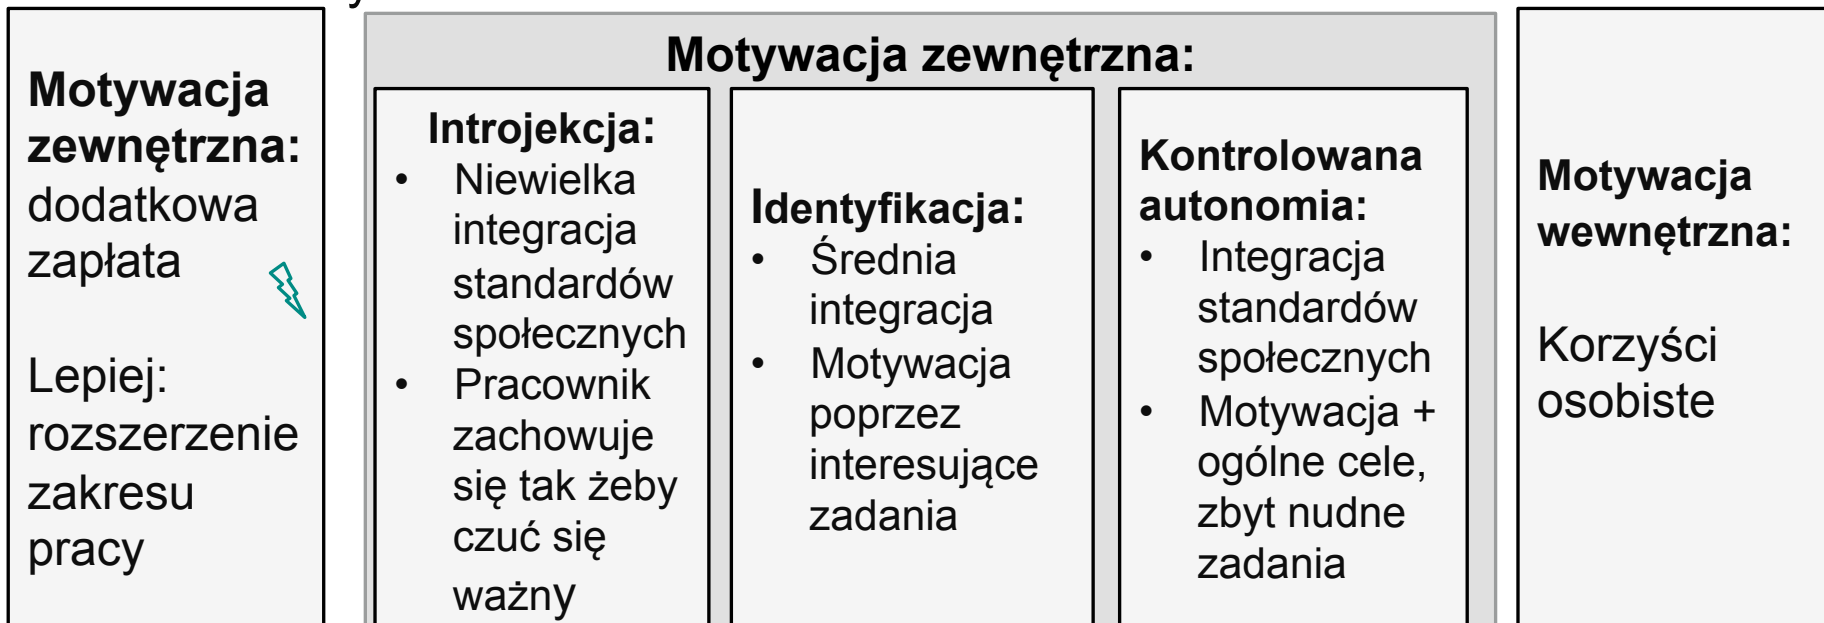 y
Motywacja
zewnętrzna:
dodatkowa
zapłata
Lepiej:
rozszerzenie
zakresu
pracy
Motywacja zewnętrzna:
Introjekcja:
• Niewielka
integracja
standardów
społecznych
• Pracownik
zachowuje
się tak żeby
czuć się
ważny
Identyfikacja:
• Średnia
integracja
• Motywacja
poprzez
interesujące
zadania
Kontrolowana
autonomia:
• Integracja
standardów
społecznych
• Motywacja +
ogólne cele,
zbyt nudne
zadania
Motywacja
wewnętrzna:
Korzyści
osobiste